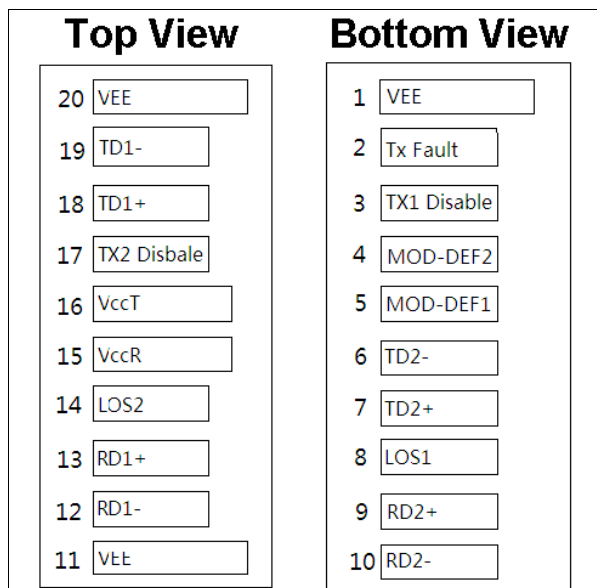 Top View
20 VEE
19 TD1-
18 TD1+
17 TX2 Disbale
16 VccT
15 VccR
14 LOS2
13 RD1+
12 RD1-
11 VEE
Bottom View
1 VEE
2 Tx Fault
3 TX1 Disable
4 MOD-DEF2
5 MOD-DEF1
6 TD2-
7 TD2+
8 LOS1
9 RD2+
10 RD2-